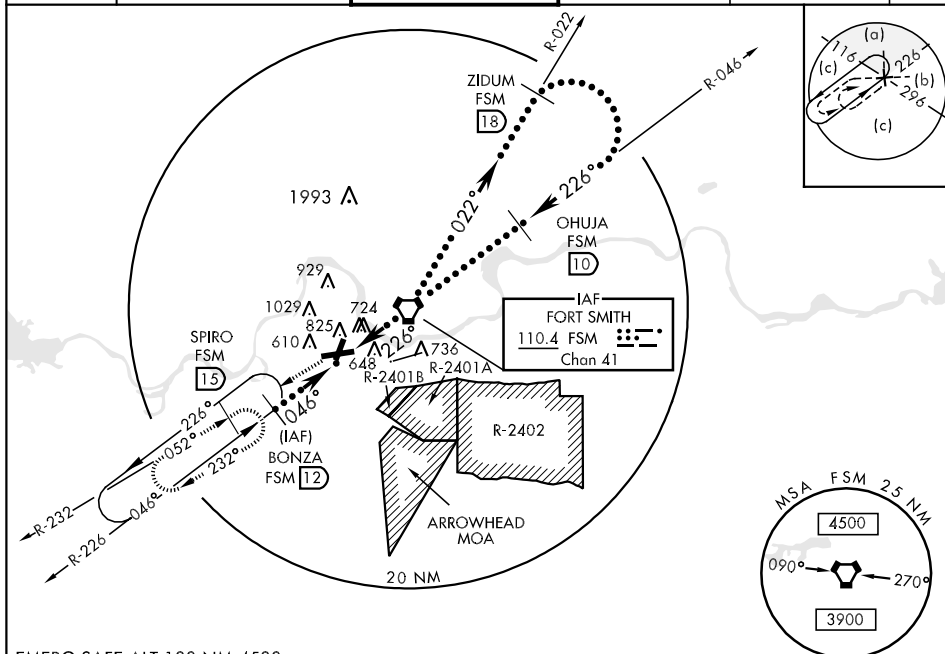 R-022
R-046
ZIDUM
FSM
18
(a)
116
226
(c)
(b)
296
(c)
1993
022°
226°
OHUJA
FSM
10
929
1029
724
825
610
648
736
226°
IAF
FORT SMITH
110.4 FSM
Chan 41
SPIRO
FSM
15
R-2401B
R-2401A
R-2402
226°
052°
046°
(IAF)
BONZA
FSM 12
232°
046°
R-232
R-226
ARROWHEAD
MOA
20 NM
MSA FSM 25 NM
4500
090°
270°
3900